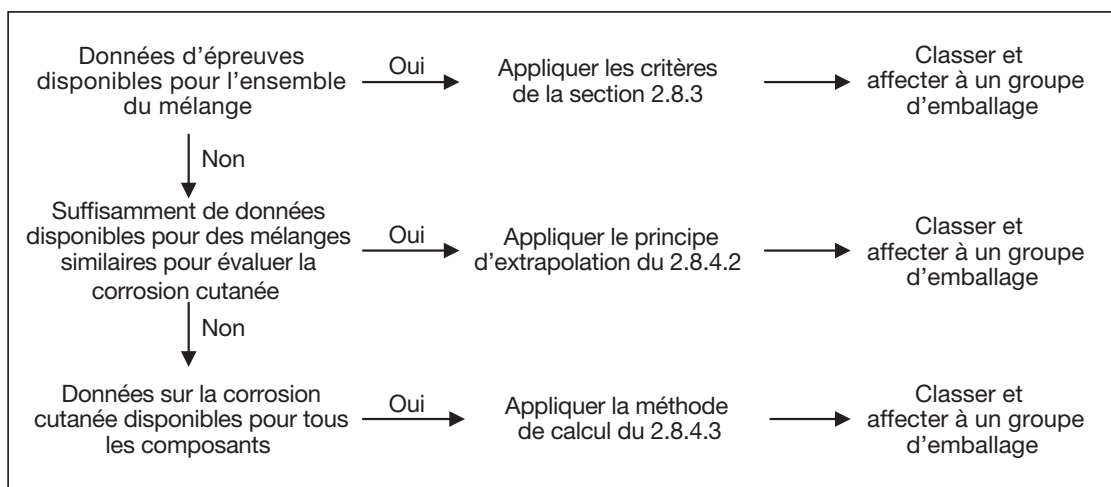 Données d'épreuves
disponibles pour l'ensemble
du mélange
Oui
Appliquer les critères
de la section 2.8.3
Classer et
affecter à un groupe
d'emballage
Non
Suffisamment de données
disponibles pour des mélanges
similaires pour évaluer la
corrosion cutanée
Oui
Appliquer le principe
d'extrapolation du 2.8.4.2
Classer et
affecter à un groupe
d'emballage
Non
Données sur la corrosion
cutanée disponibles pour tous
les composants
Oui
Appliquer la méthode
de calcul du 2.8.4.3
Classer et
affecter à un groupe
d'emballage